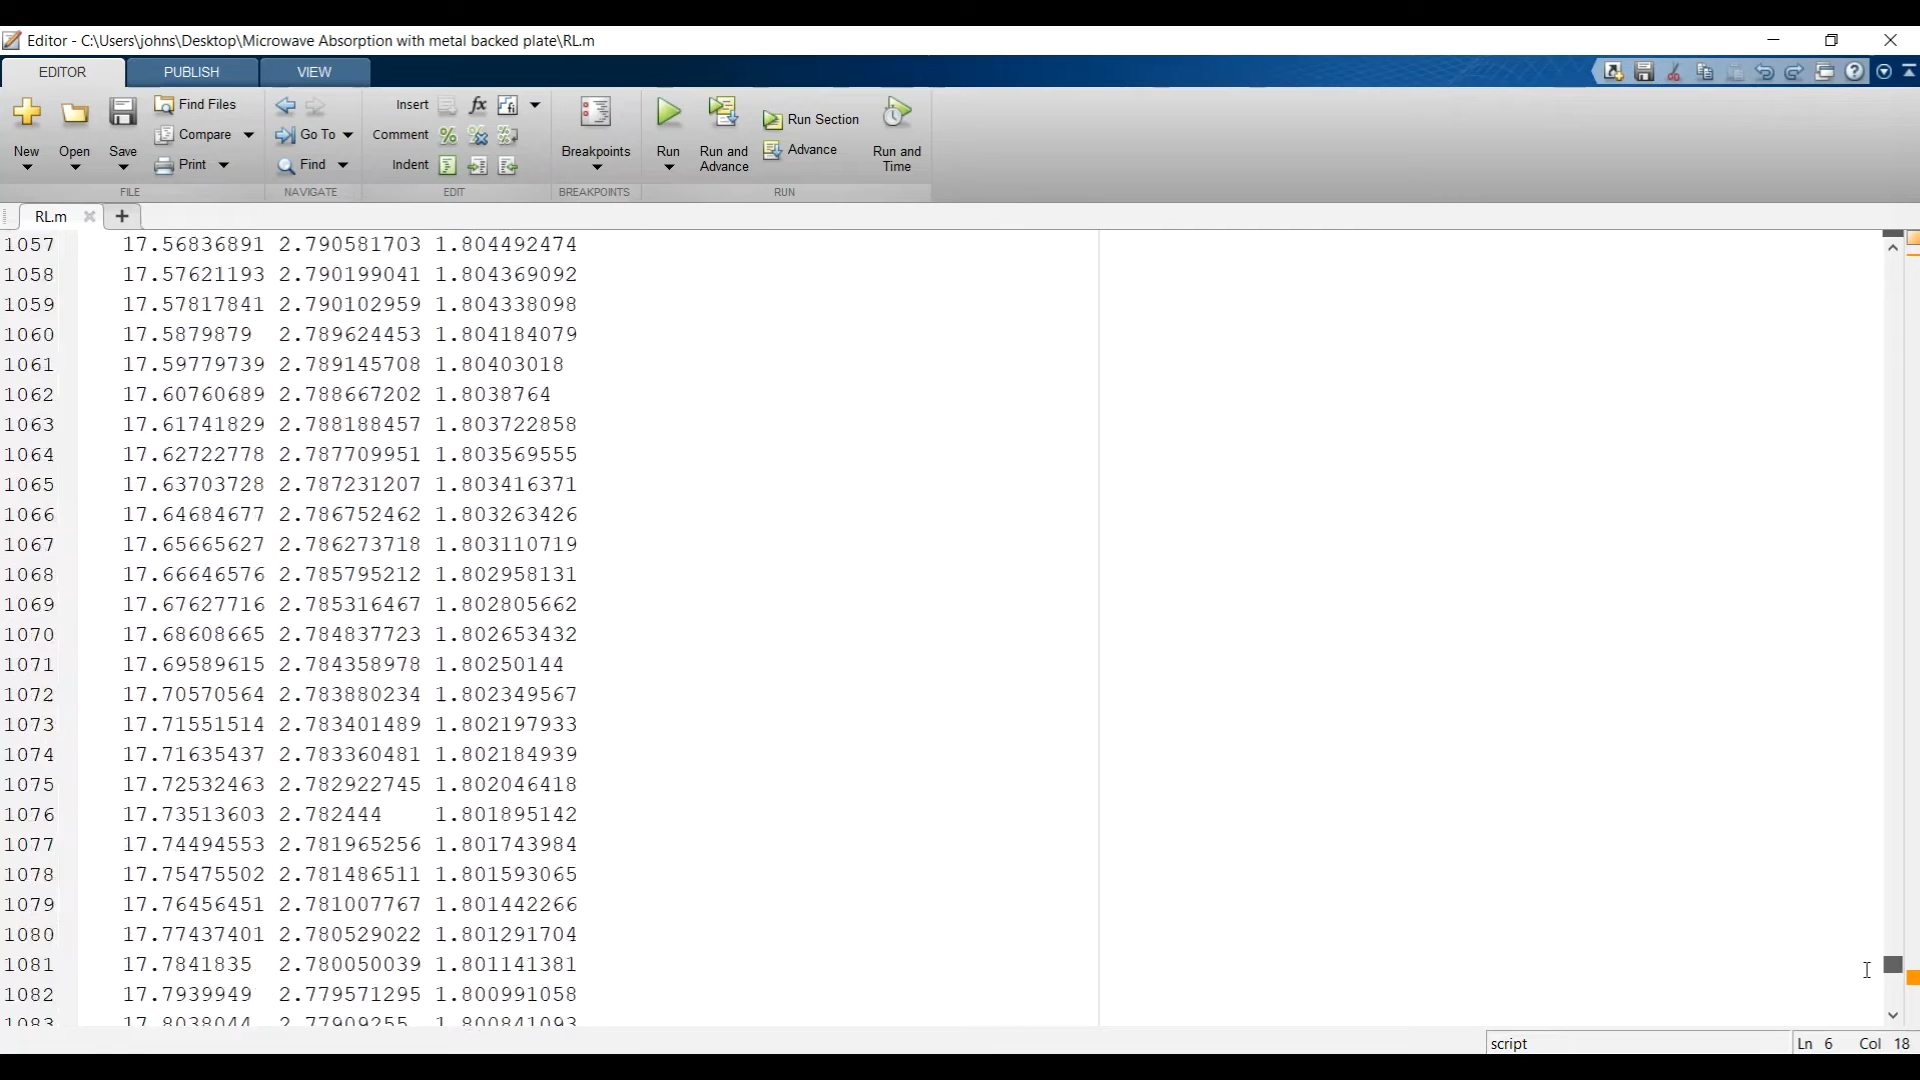 Editor - C:\Users\johns\Desktop\Microwave Absorption with metal backed plate\RL.m
EDITOR PUBLISH VIEW
New Open Save Find Files Compare Print
Go To Find
Insert fx Comment Indent
Breakpoints
Run Run and Advance Run Section Advance Run and Time
FILE NAVIGATE EDIT BREAKPOINTS RUN
RL.m
1057 17.56836891 2.790581703 1.804492474
1058 17.57621193 2.790199041 1.804369092
1059 17.57817841 2.790102959 1.804338098
1060 17.5879879 2.789624453 1.804184079
1061 17.59779739 2.789145708 1.80403018
1062 17.60760689 2.788667202 1.8038764
1063 17.61741829 2.788188457 1.803722858
1064 17.62722778 2.787709951 1.803569555
1065 17.63703728 2.787231207 1.803416371
1066 17.64684677 2.786752462 1.803263426
1067 17.65665627 2.786273718 1.803110719
1068 17.66646576 2.785795212 1.802958131
1069 17.67627716 2.785316467 1.802805662
1070 17.68608665 2.784837723 1.802653432
1071 17.69589615 2.784358978 1.80250144
1072 17.70570564 2.783880234 1.802349567
1073 17.71551514 2.783401489 1.802197933
1074 17.71635437 2.783360481 1.802184939
1075 17.72532463 2.782922745 1.802046418
1076 17.73513603 2.782444 1.801895142
1077 17.74494553 2.781965256 1.801743984
1078 17.75475502 2.781486511 1.801593065
1079 17.76456451 2.781007767 1.801442266
1080 17.77437401 2.780529022 1.801291704
1081 17.7841835 2.780050039 1.801141381
1082 17.7939949 2.779571295 1.800991058
1083 17.8038044 2.77909255 1.800841093
script Ln 6 Col 18